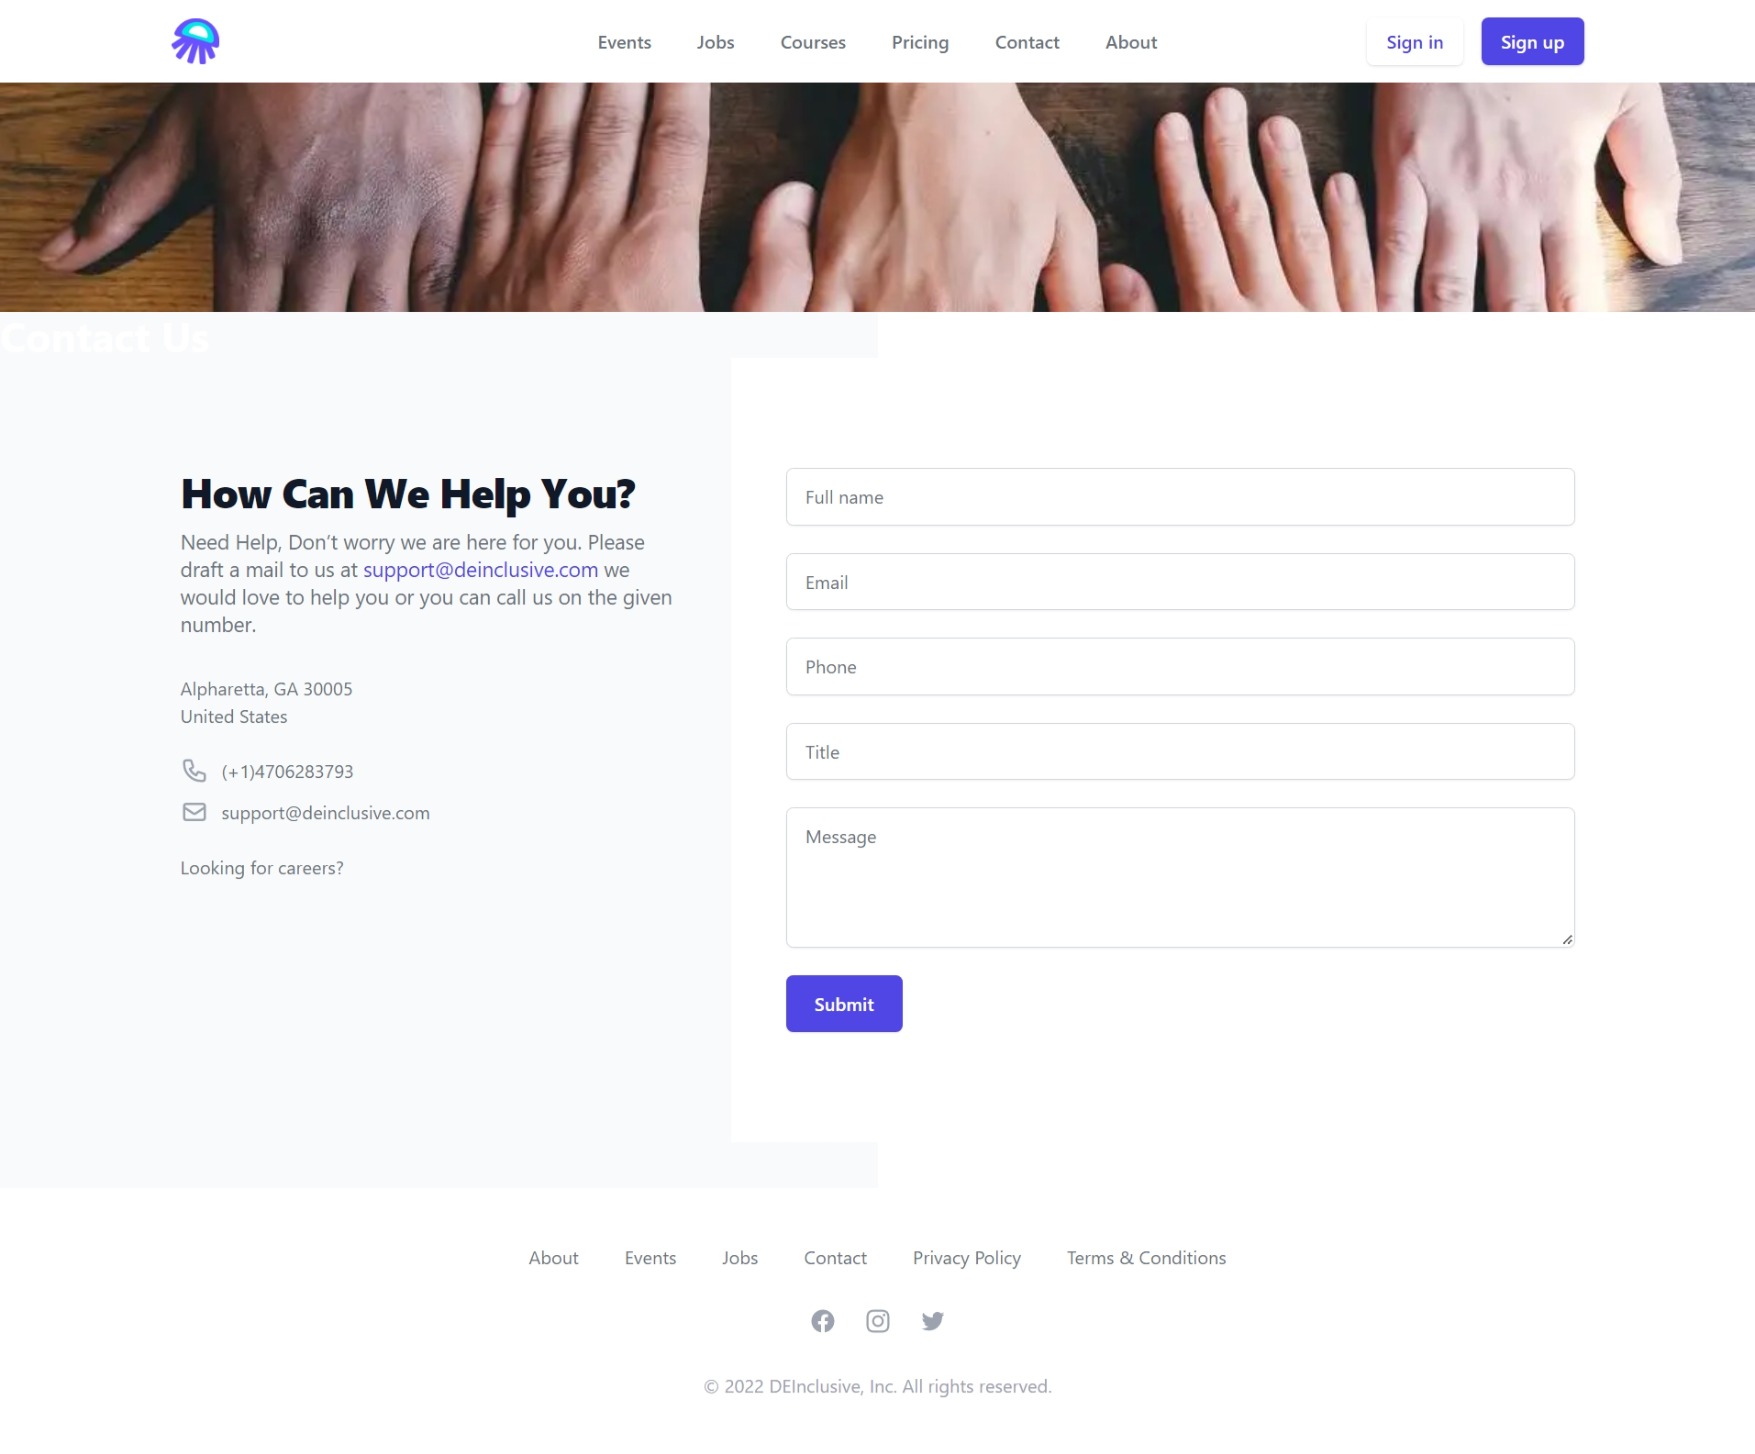 Events Jobs Courses Pricing Contact About Sign in Sign up
Contact Us
How Can We Help You?
Need Help, Don’t worry we are here for you. Please
draft a mail to us at support@deinclusive.com we
would love to help you or you can call us on the given
number.
Alpharetta, GA 30005
United States
(+1)4706283793
support@deinclusive.com
Looking for careers?
Full name
Email
Phone
Title
Message
Submit
About Events Jobs Contact Privacy Policy Terms & Conditions
© 2022 DEInclusive, Inc. All rights reserved.